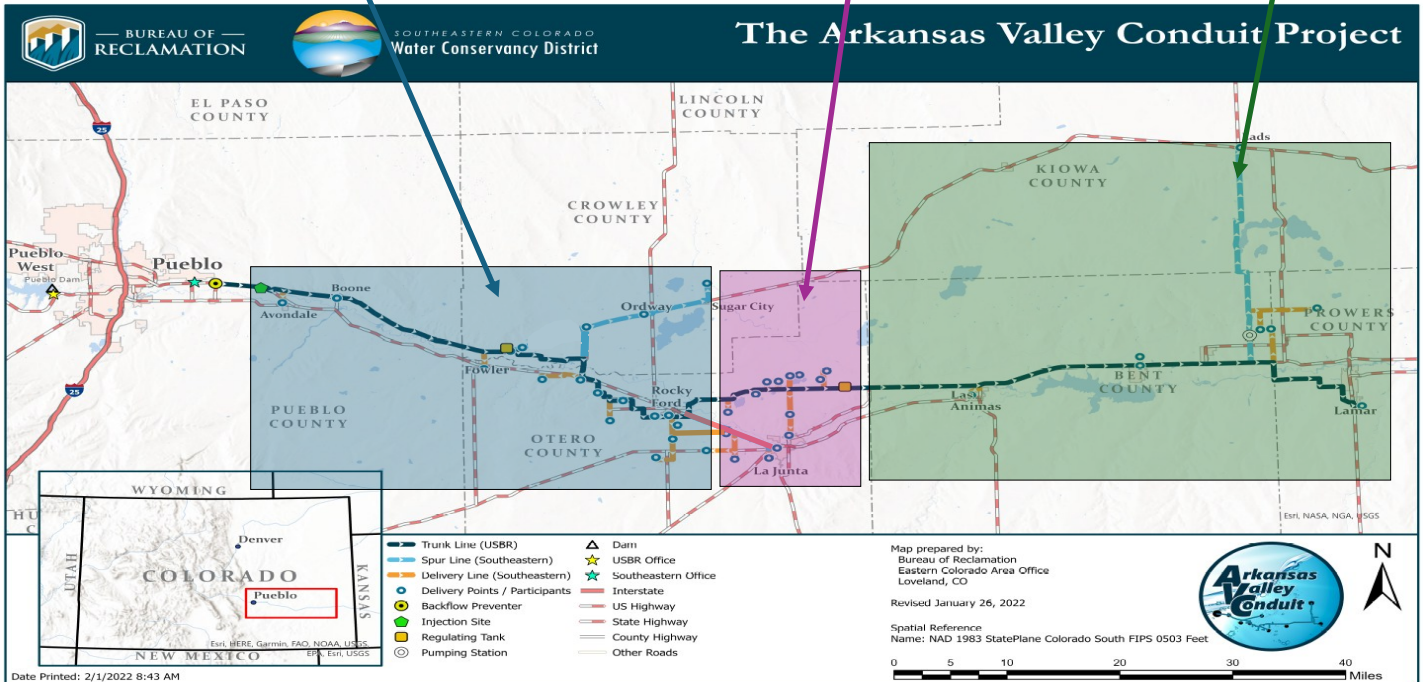 BUREAU OF
RECLAMATION
SOUTHEASTERN COLORADO
Water Conservancy District
The Arkansas Valley Conduit Project
EL PASO
COUNTY
LINCOLN
COUNTY
25
ads
KIOWA
COUNTY
CROWLEY
COUNTY
Pueblo
West
Pueblo Dam
Pueblo
Boone
Avondale
Ordway
Sugar City
PROWERS
COUNTY
Fowler
Rocky
Ford
BENT
COUNTY
Las
Animas
Lamar
PUEBLO
COUNTY
OTERO
COUNTY
La Junta
25
HU
C
Esri, NASA, NGA, USGS
WYOMING
UTAH
Denver
COLORADO
KANSAS
Pueblo
Esri, HERE, Garmin, FAO, NOAA, USGS
EPA, Esri, USGS
NEW MEXICO
Date Printed: 2/1/2022 8:43 AM
Trunk Line (USBR)
Spur Line (Southeastern)
Delivery Line (Southeastern)
Delivery Points / Participants
Backflow Preventer
Injection Site
Regulating Tank
Pumping Station
Dam
USBR Office
Southeastern Office
Interstate
US Highway
State Highway
County Highway
Other Roads
Map prepared by:
Bureau of Reclamation
Eastern Colorado Area Office
Loveland, CO
Revised January 26, 2022
Spatial Reference
Name: NAD 1983 StatePlane Colorado South FIPS 0503 Feet
Arkansas
Valley
Conduit
N
0 5 10 20 30 40
Miles